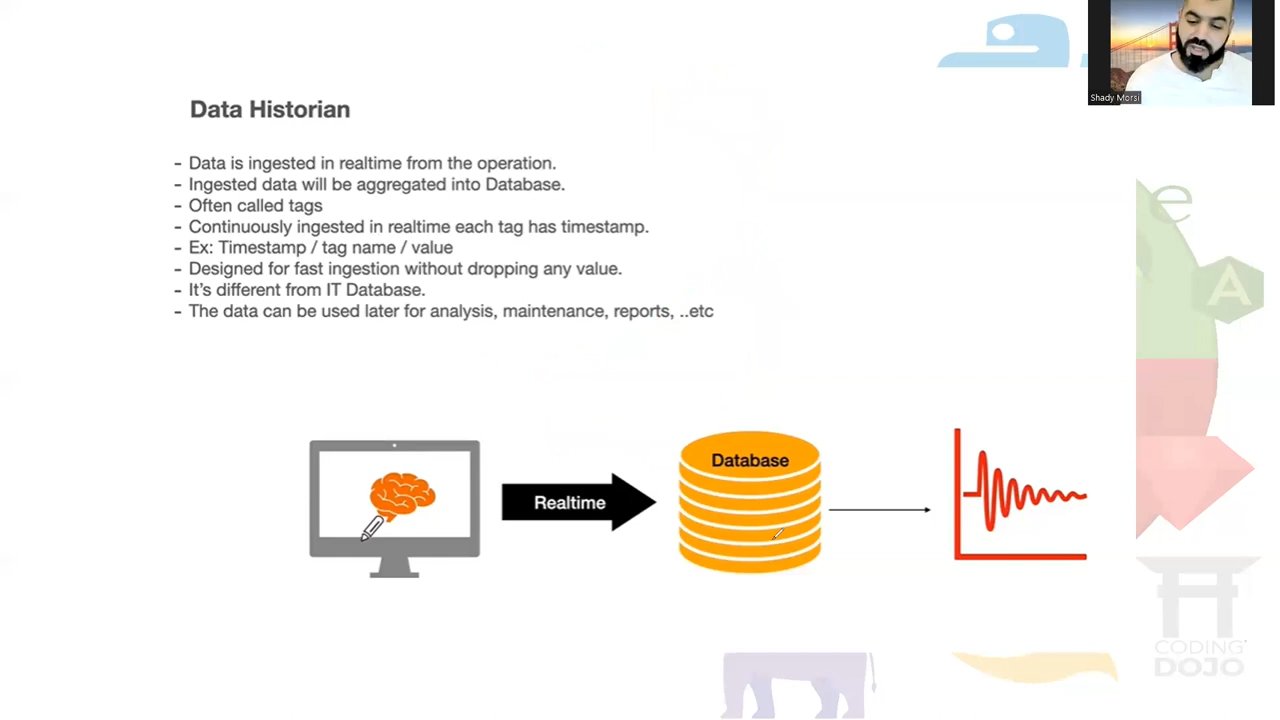 Shady Morsi
Data Historian
- Data is ingested in realtime from the operation.
- Ingested data will be aggregated into Database.
- Often called tags
- Continuously ingested in realtime each tag has timestamp.
- Ex: Timestamp / tag name / value
- Designed for fast ingestion without dropping any value.
- It's different from IT Database.
- The data can be used later for analysis, maintenance, reports, ..etc
e
A
Database
Realtime
CODING
DOJO